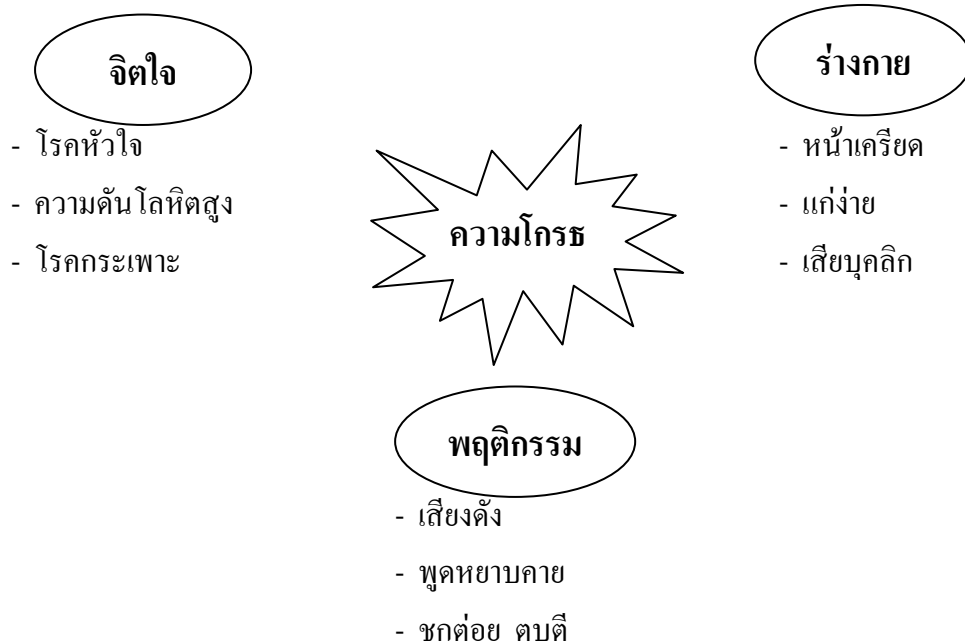 จิตใจ
- โรคหัวใจ
- ความดันโลหิตสูง
- โรคกระเพาะ
ร่างกาย
- หน้าเครียด
- แก่ง่าย
- เสียบุคลิก
ความโกรธ
พฤติกรรม
- เสียงดัง
- พูดหยาบคาย
- ชกต่อย ตบตี